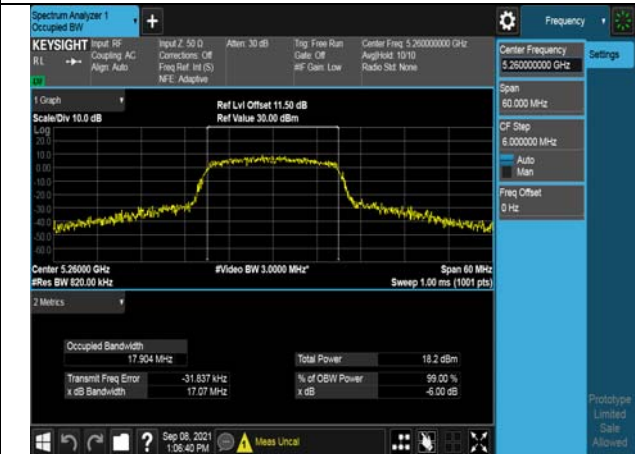 Spectrum Analyzer 1
Occupied BW
+
Frequency
KEYSIGHT Input: RF Input Z: 50 Ω Atten: 30 dB Trig: Free Run Center Freq: 5.260000000 GHz
RL Coupling: AC Corrections: Off Gate: Off Avg|Hold: 10/10
Align: Auto Freq Ref: Int (S) #IF Gain: Low Radio Std: None
NFE: Adaptive
Center Frequency
5.260000000 GHz
Settings
Span
60.000 MHz
CF Step
6.000000 MHz
Auto
Man
Freq Offset
0 Hz
1 Graph
Ref Lvl Offset 11.50 dB
Scale/Div 10.0 dB Ref Value 30.00 dBm
Log
20.0
10.0
0.00
-10.0
-20.0
-30.0
-40.0
-50.0
-60.0
Center 5.26000 GHz #Video BW 3.0000 MHz* Span 60 MHz
#Res BW 820.00 kHz Sweep 1.00 ms (1001 pts)
2 Metrics
Occupied Bandwidth
17.904 MHz Total Power 18.2 dBm
Transmit Freq Error -31.837 kHz % of OBW Power 99.00 %
x dB Bandwidth 17.07 MHz x dB -6.00 dB
Prototype
Limited
Sale
Allowed
? Sep 08, 2021
1:06:40 PM
Meas Uncal